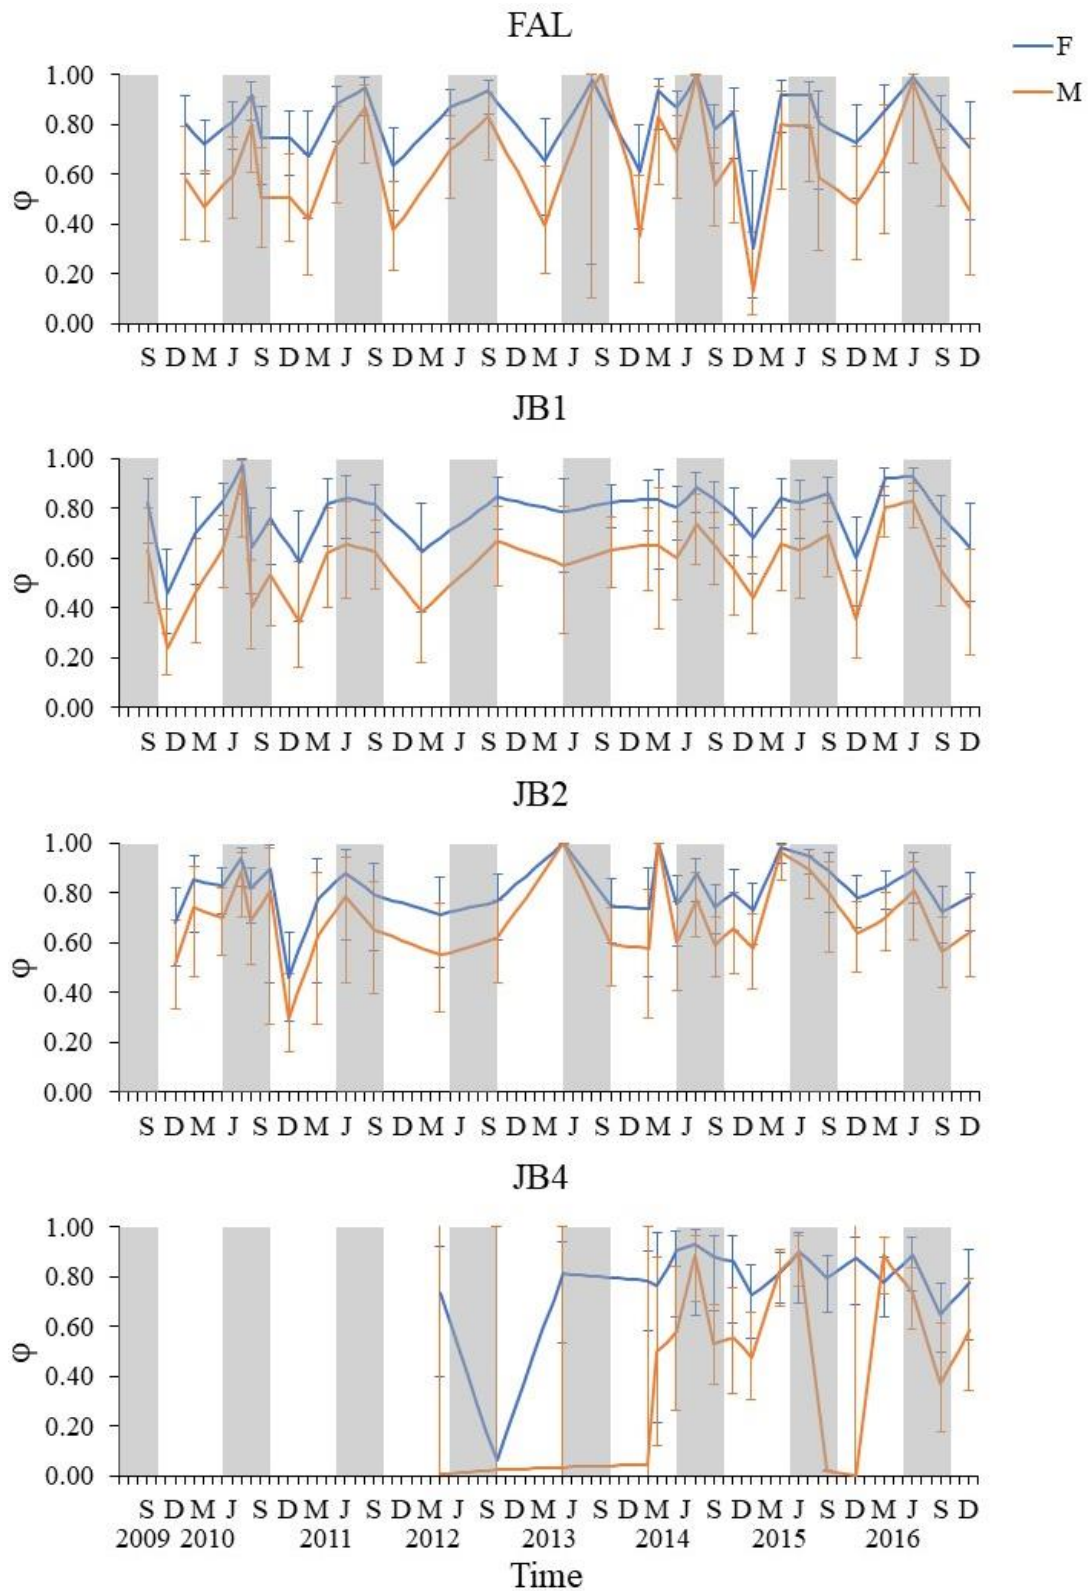 FAL
F
M
1.00
0.80
0.60
0.40
0.20
0.00
φ
S D M J S D M J S D M J S D M J S D M J S D M J S D M J S D
JB1
1.00
0.80
0.60
0.40
0.20
0.00
φ
S D M J S D M J S D M J S D M J S D M J S D M J S D M J S D
JB2
1.00
0.80
0.60
0.40
0.20
0.00
φ
S D M J S D M J S D M J S D M J S D M J S D M J S D M J S D
JB4
1.00
0.80
0.60
0.40
0.20
0.00
φ
S D M J S D M J S D M J S D M J S D M J S D M J S D M J S D
2009 2010 2011 2012 2013 2014 2015 2016
Time